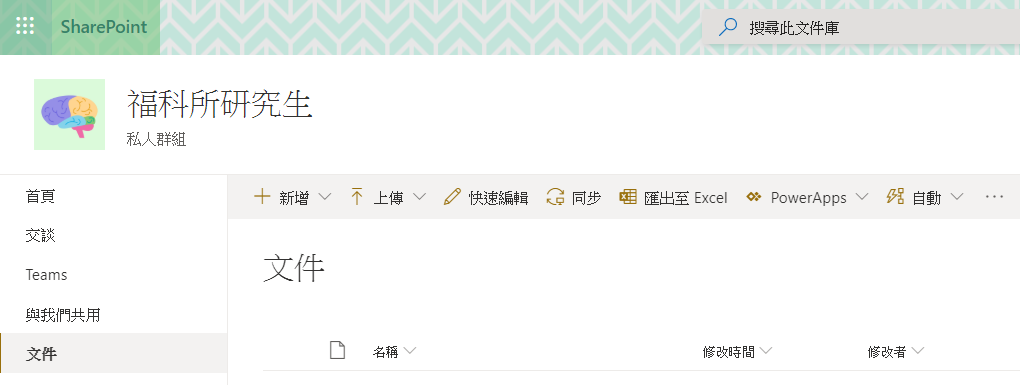 SharePoint
搜尋此文件庫
福科所研究生
私人群組
首頁
交談
Teams
與我們共用
文件
新增
上傳
快速編輯
同步
匯出至 Excel
PowerApps
自動
···
文件
名稱
修改時間
修改者